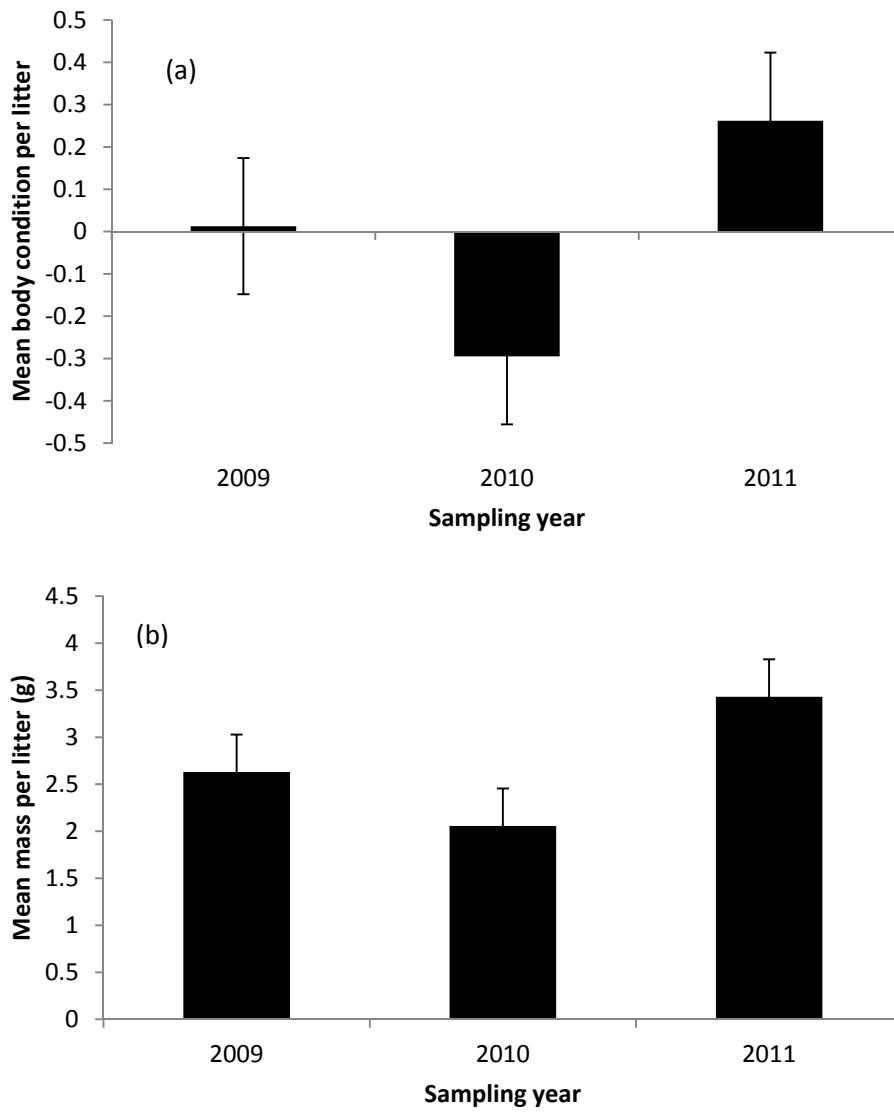 Mean body condition per litter
(a)
0.5
0.4
0.3
0.2
0.1
0
-0.1
-0.2
-0.3
-0.4
-0.5
2009 2010 2011
Sampling year
Mean mass per litter (g)
(b)
4.5
4
3.5
3
2.5
2
1.5
1
0.5
0
2009 2010 2011
Sampling year